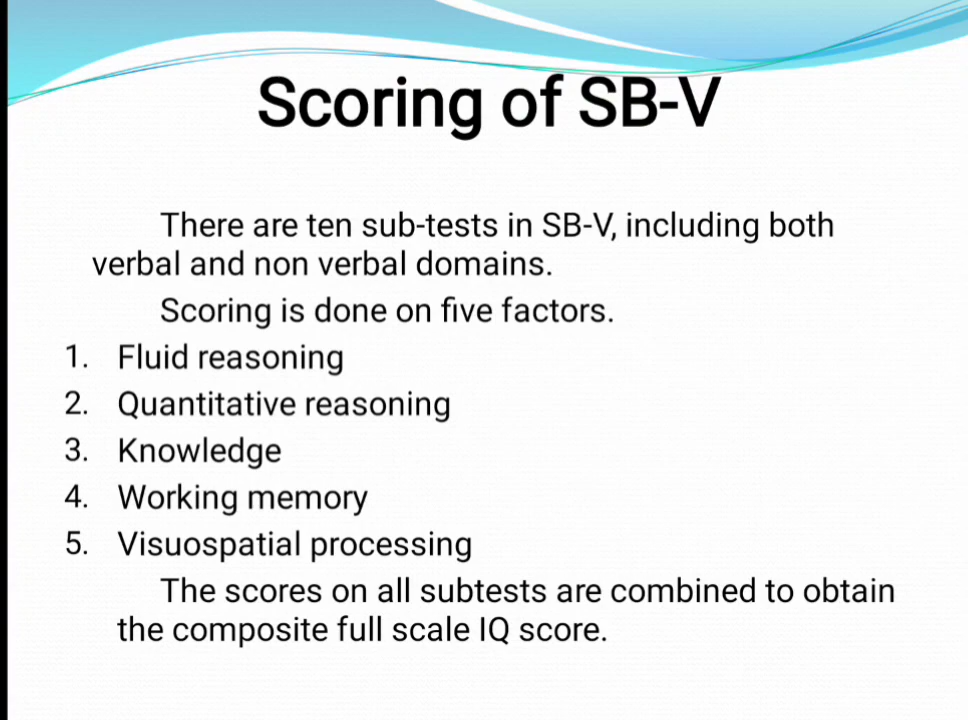 Scoring of SB-V
There are ten sub-tests in SB-V, including both
verbal and non verbal domains.
Scoring is done on five factors.
1. Fluid reasoning
2. Quantitative reasoning
3. Knowledge
4. Working memory
5. Visuospatial processing
The scores on all subtests are combined to obtain
the composite full scale IQ score.